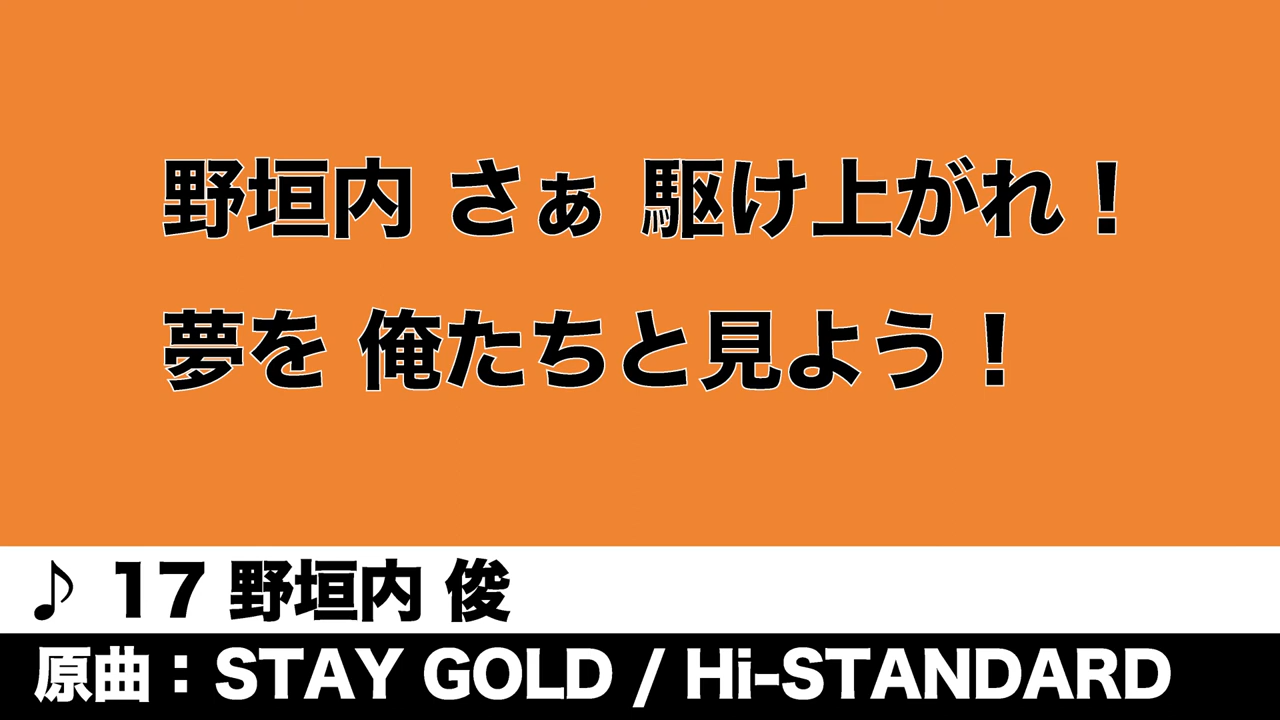 野垣内 さぁ 駆け上がれ！
夢を 俺たちと見よう！
♪ 17 野垣内 俊
原曲：STAY GOLD / Hi-STANDARD